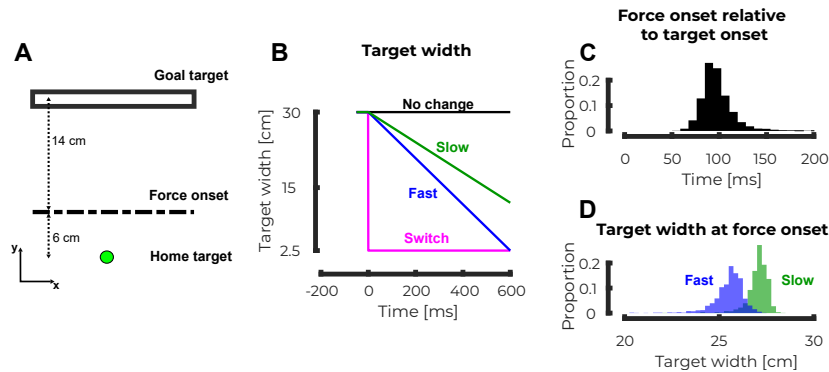 A
Goal target
14 cm
Force onset
6 cm
Home target
y
x
B
Target width
Target width [cm]
30
15
2.5
No change
Slow
Fast
Switch
-200
0
200
400
600
Time [ms]
Force onset relative
to target onset
C
Proportion
0.2
0.1
0
0
50
100
150
200
Time [ms]
D
Target width at force onset
Proportion
0.2
0.1
0
Fast
Slow
20
25
30
Target width [cm]